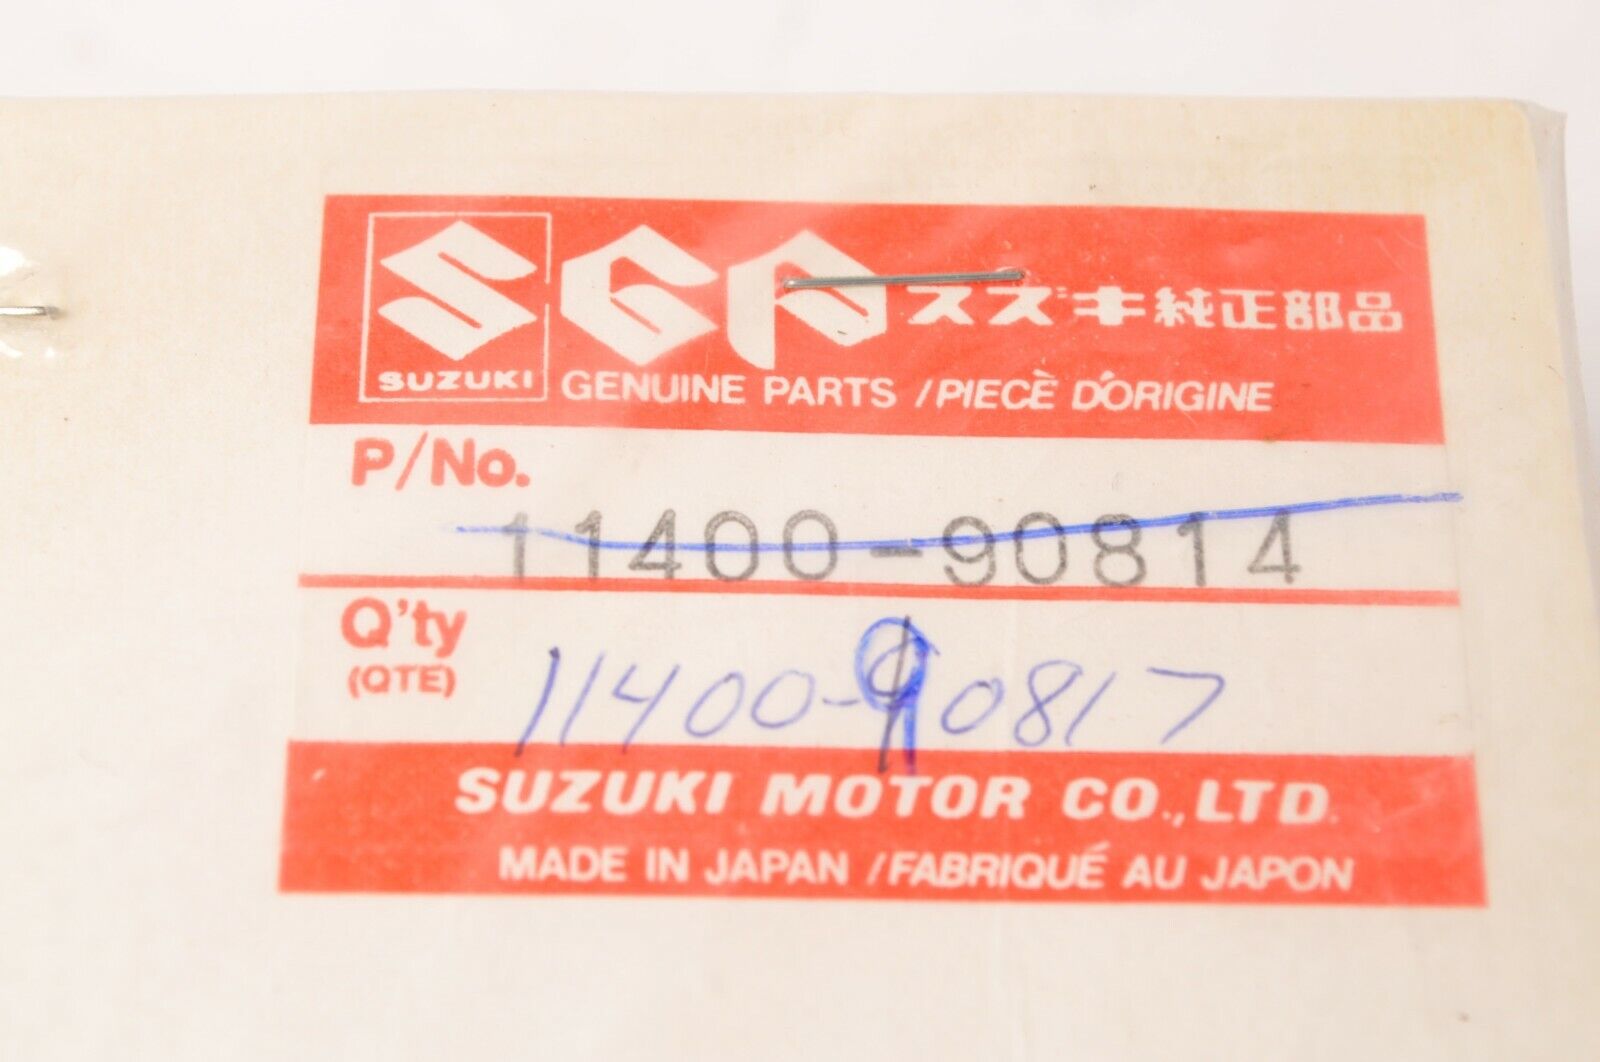 SUZUKI
SGP スズキ純正部品
GENUINE PARTS /PIECÈ D'ORIGINE
P/No.
11400-90814
Q'ty
(QTE)
11400-90817
SUZUKI MOTOR CO.,LTD.
MADE IN JAPAN /FABRIQUÉ AU JAPON